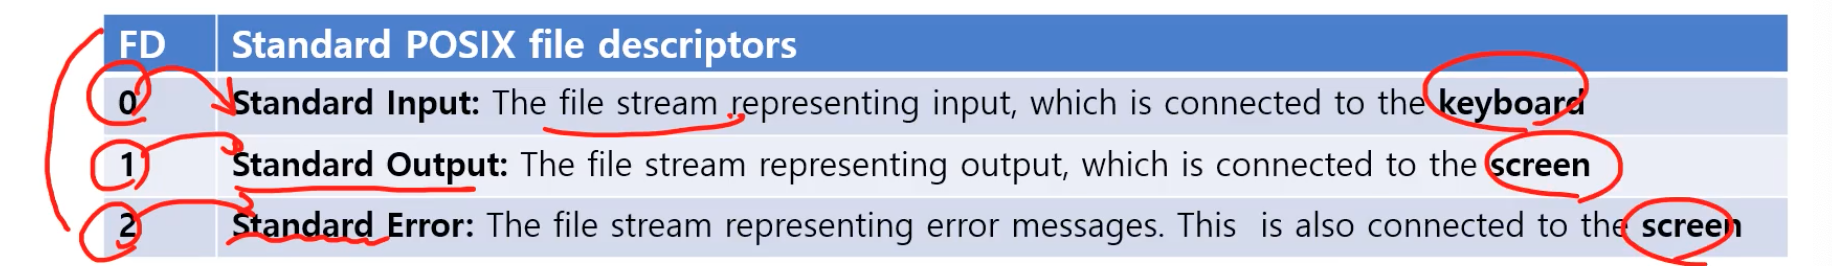 FD Standard POSIX file descriptors
0 Standard Input: The file stream representing input, which is connected to the keyboard
1 Standard Output: The file stream representing output, which is connected to the screen
2 Standard Error: The file stream representing error messages. This is also connected to the screen